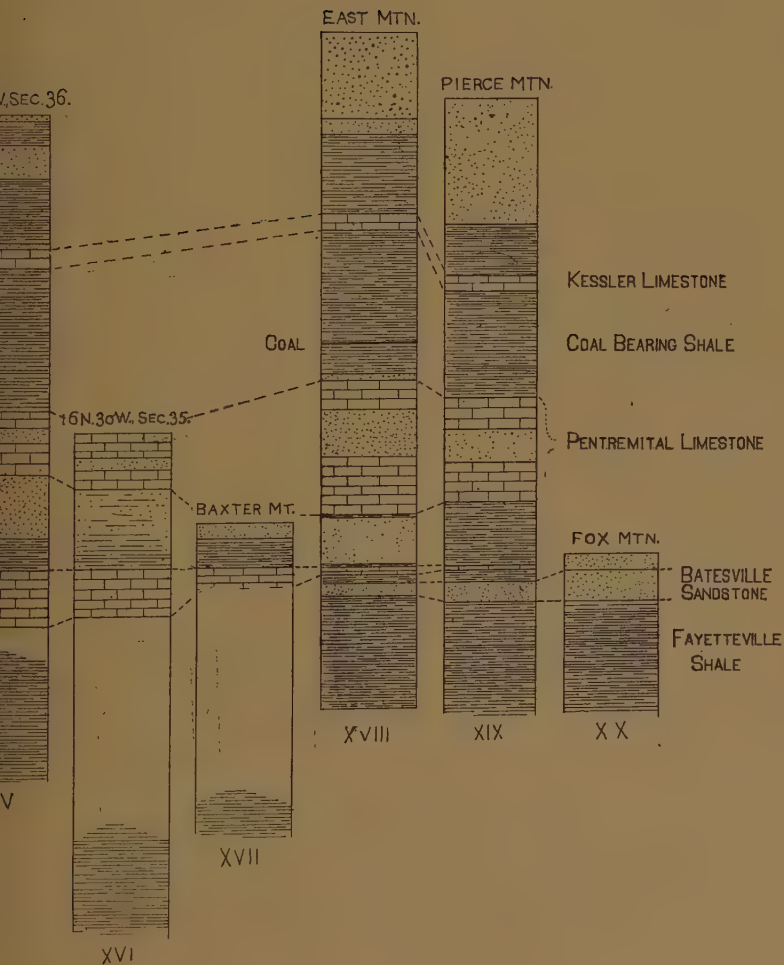 EAST MTN.
PIERCE MTN.
SEC. 36.
KESSLER LIMESTONE
COAL
COAL BEARING SHALE
16N. 30W., SEC. 35.
PENTREMITAL LIMESTONE
BAXTER MT.
FOX MTN.
BATESVILLE
SANDSTONE
FAYETTEVILLE
SHALE
XVIII
XIX
XX
V
XVII
XVI